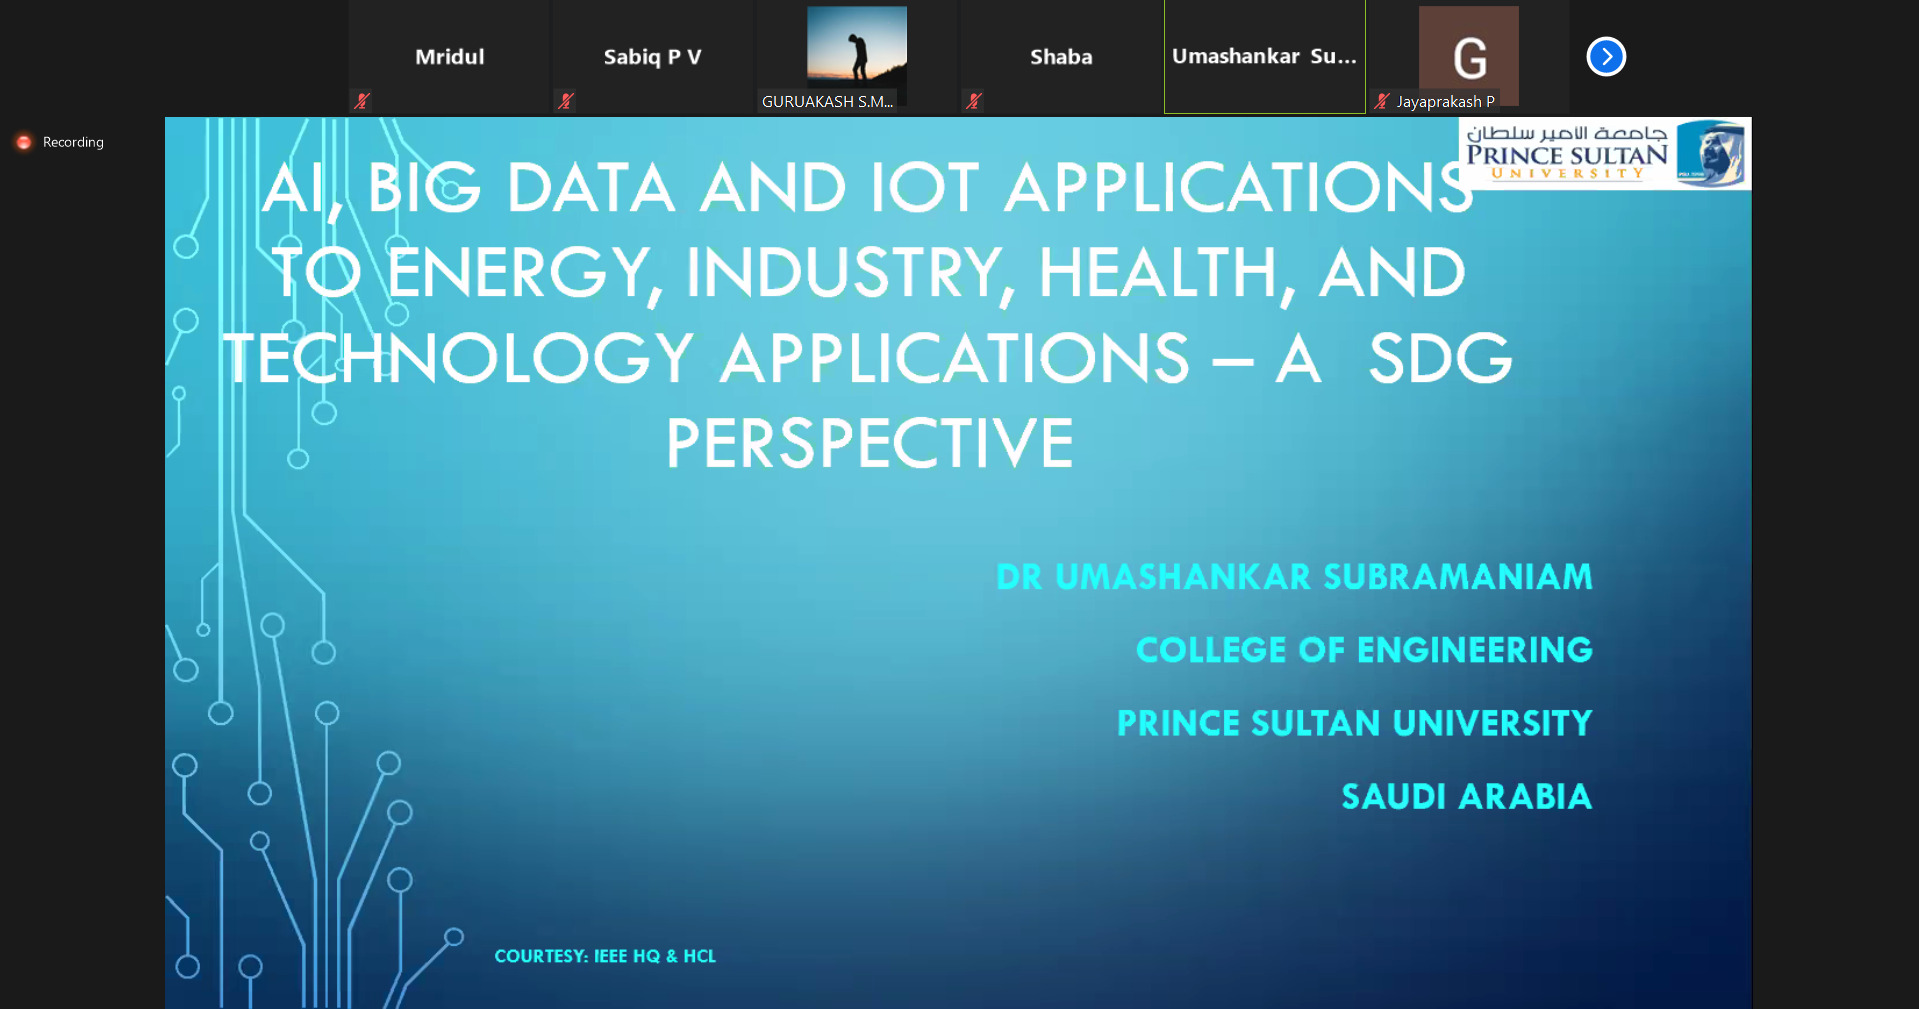 Mridul
Sabiq P V
GURUAKASH S.M...
Shaba
Umashankar Su...
G
Jayaprakash P
Recording
جامعة الأمير سلطان
PRINCE SULTAN
UNIVERSITY
AI, BIG DATA AND IOT APPLICATIONS
TO ENERGY, INDUSTRY, HEALTH, AND
TECHNOLOGY APPLICATIONS – A SDG
PERSPECTIVE
DR UMASHANKAR SUBRAMANIAM
COLLEGE OF ENGINEERING
PRINCE SULTAN UNIVERSITY
SAUDI ARABIA
COURTESY: IEEE HQ & HCL